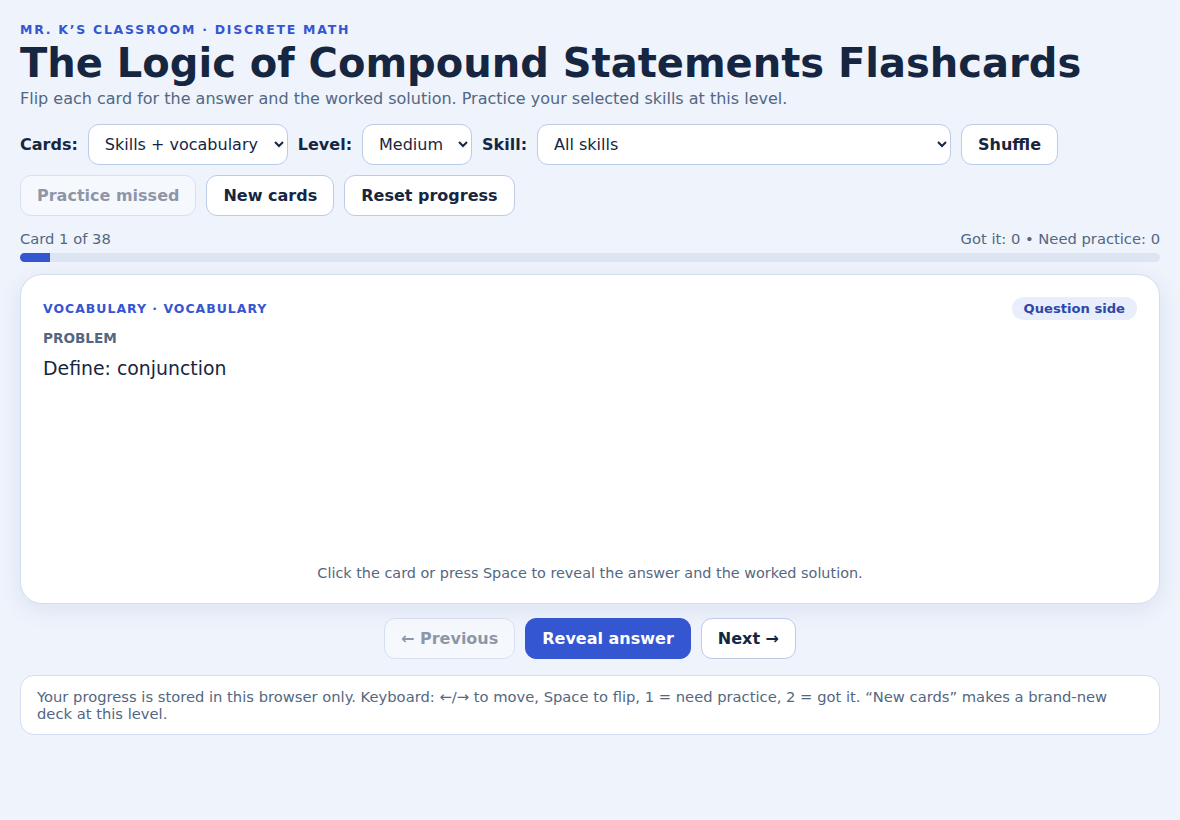 MR. K’S CLASSROOM · DISCRETE MATH
The Logic of Compound Statements Flashcards
Flip each card for the answer and the worked solution. Practice your selected skills at this level.
Cards: Skills + vocabulary Level: Medium Skill: All skills Shuffle
Practice missed New cards Reset progress
Card 1 of 38 Got it: 0 • Need practice: 0
VOCABULARY · VOCABULARY Question side
PROBLEM
Define: conjunction
Click the card or press Space to reveal the answer and the worked solution.
← Previous Reveal answer Next →
Your progress is stored in this browser only. Keyboard: ←/→ to move, Space to flip, 1 = need practice, 2 = got it. “New cards” makes a brand-new
deck at this level.